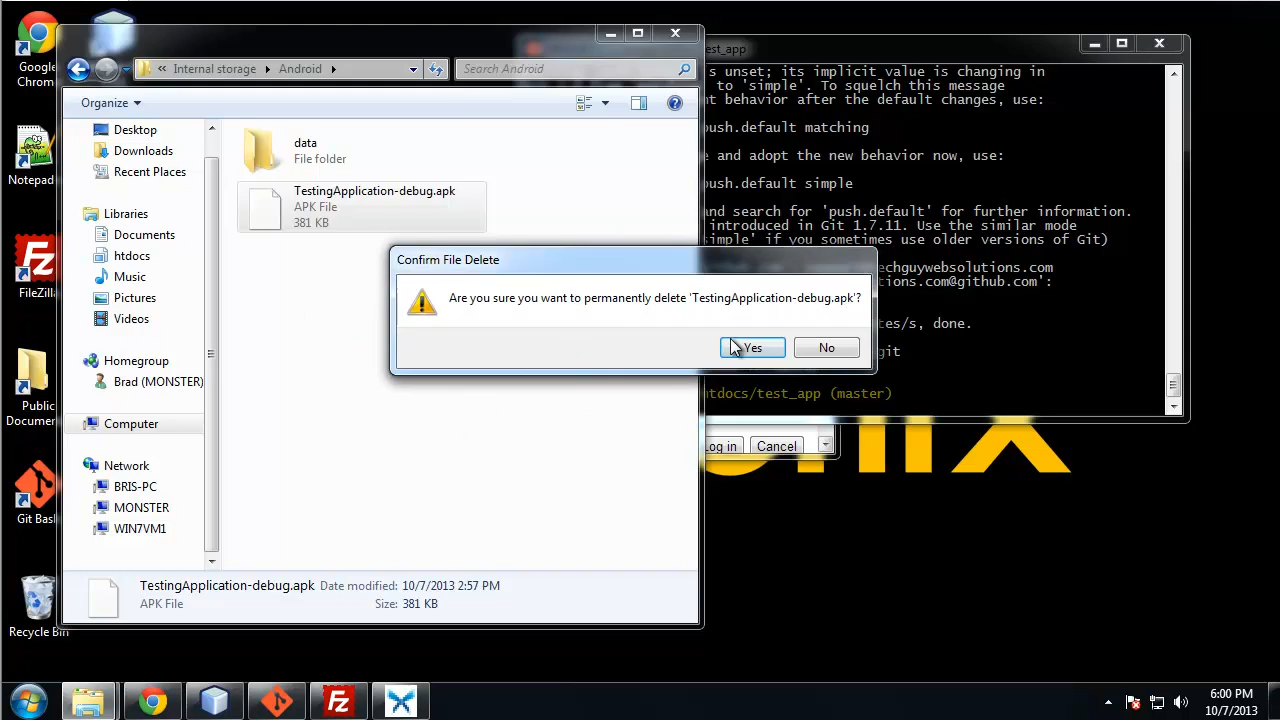 Google
Chrom
Notepad
FileZilla
Public
Documen
Git Bas
Recycle Bin
« Internal storage ▸ Android ▸
Search Android
Organize
Desktop
Downloads
Recent Places
Libraries
Documents
htdocs
Music
Pictures
Videos
Homegroup
Brad (MONSTER)
Computer
Network
BRIS-PC
MONSTER
WIN7VM1
data
File folder
TestingApplication-debug.apk
APK File
381 KB
TestingApplication-debug.apk Date modified: 10/7/2013 2:57 PM
APK File Size: 381 KB
Confirm File Delete
Are you sure you want to permanently delete 'TestingApplication-debug.apk'?
Yes
No
est_app
s unset; its implicit value is changing in
to 'simple'. To squelch this message
t behavior after the default changes, use:
push.default matching
e and adopt the new behavior now, use:
push.default simple
and search for 'push.default' for further information.
introduced in Git 1.7.11. Use the similar mode
simple' if you sometimes use older versions of Git)
echguywebsolutions.com
tions.com@github.com':
tes/s, done.
git
htdocs/test_app (master)
Log in
Cancel
6:00 PM
10/7/2013